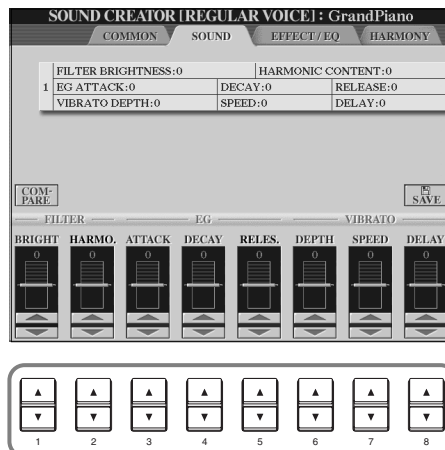 SOUND CREATOR [REGULAR VOICE] : GrandPiano
COMMON SOUND EFFECT / EQ HARMONY
FILTER BRIGHTNESS:0 HARMONIC CONTENT:0
1 EG ATTACK:0 DECAY:0 RELEASE:0
VIBRATO DEPTH:0 SPEED:0 DELAY:0
COM-
PARE
SAVE
FILTER EG VIBRATO
BRIGHT HARMO. ATTACK DECAY RELES. DEPTH SPEED DELAY
0 0 0 0 0 0 0 0
1 2 3 4 5 6 7 8